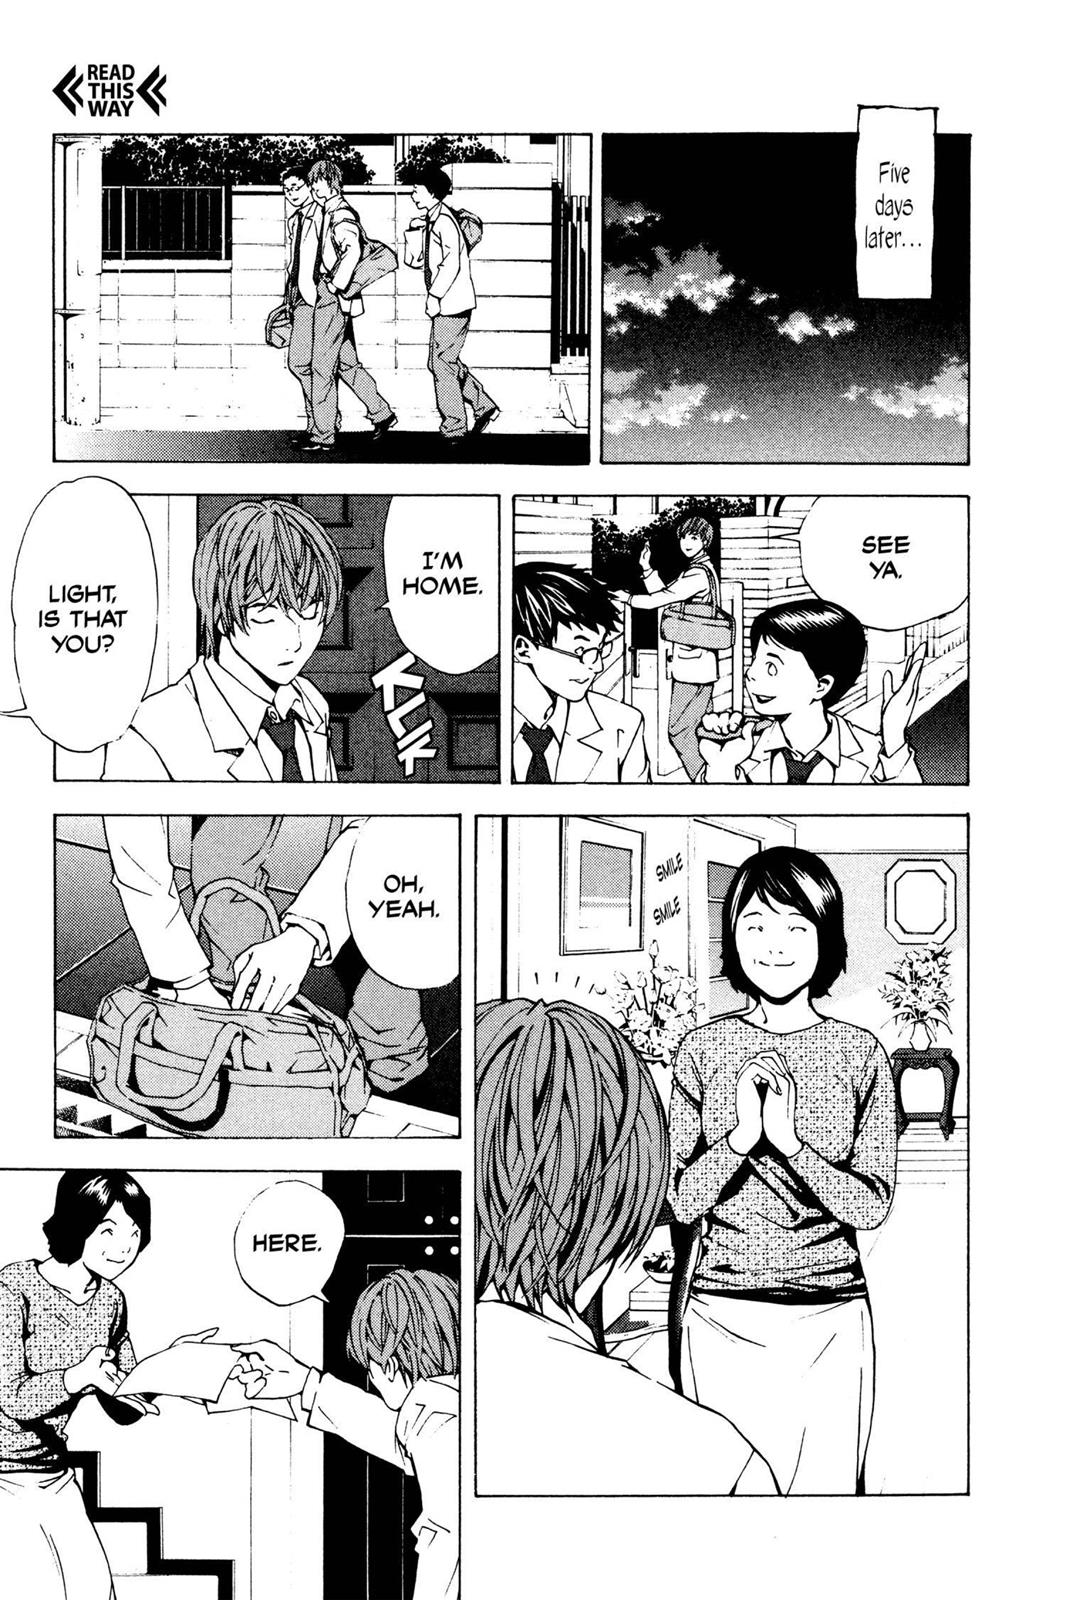 READ
THIS
WAY
Five
days
later...
SEE
YA.
I'M
HOME.
KLIK
LIGHT,
IS THAT
YOU?
SMILE
SMILE
OH,
YEAH.
HERE.